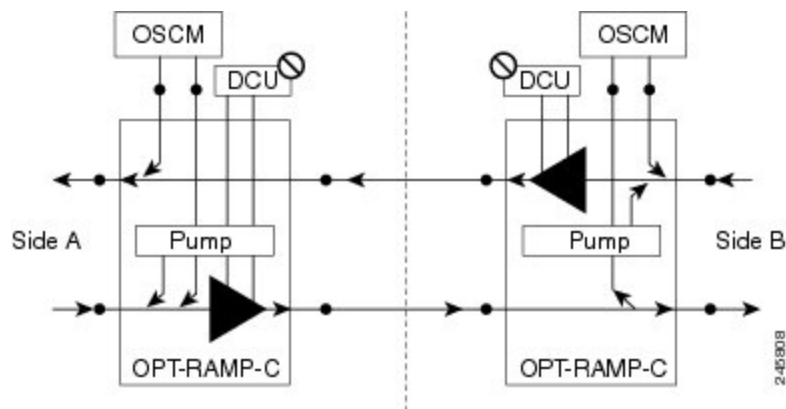 OSCM
OSCM
DCU
DCU
Side A
Pump
Pump
Side B
OPT-RAMP-C
OPT-RAMP-C
245808